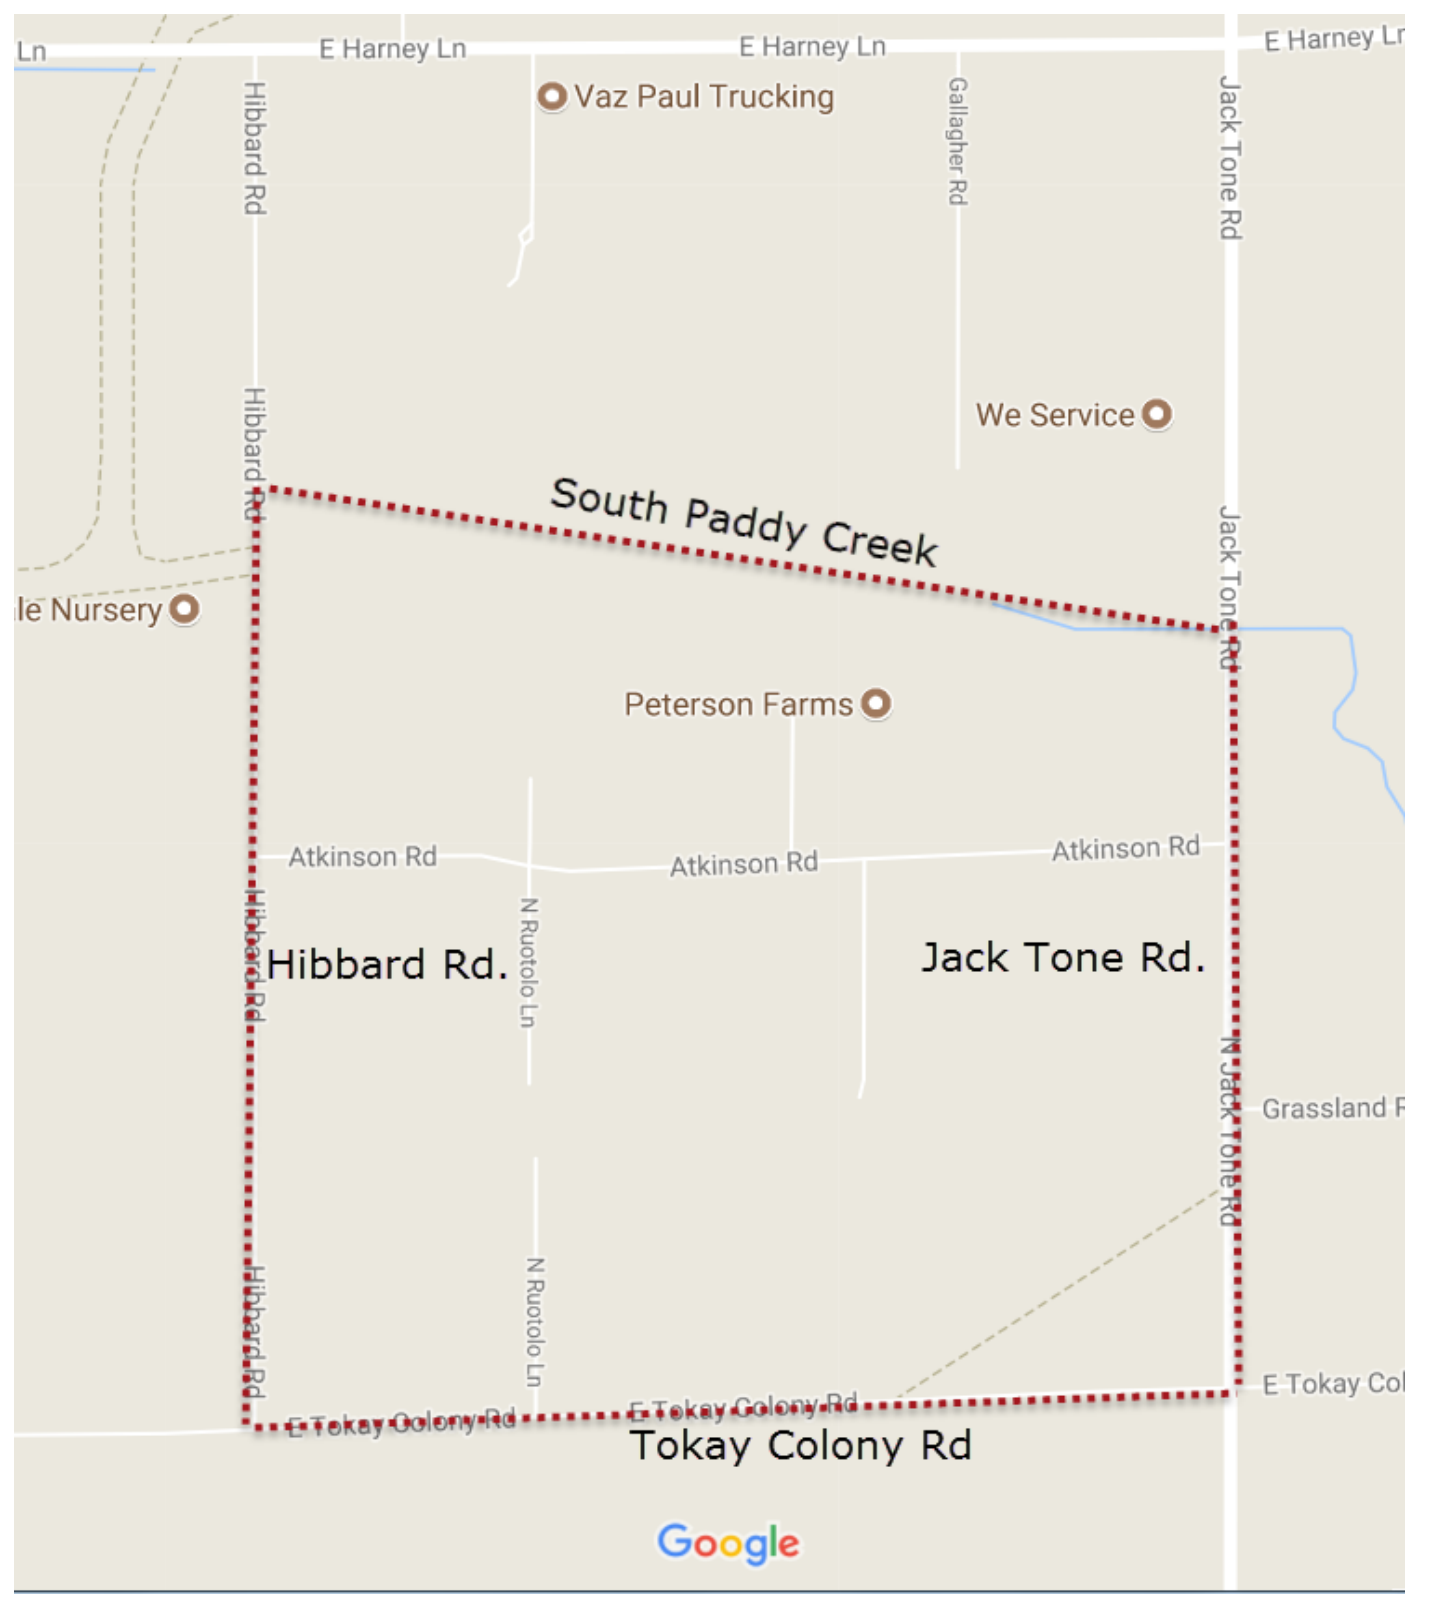 Ln
E Harney Ln
E Harney Ln
E Harney Ln
Hibbard Rd
Vaz Paul Trucking
Gallagher Rd
Jack Tone Rd
Hibbard Rd
We Service
South Paddy Creek
Jack Tone Rd
le Nursery
Peterson Farms
Atkinson Rd
Atkinson Rd
Atkinson Rd
Hibbard Rd
Hibbard Rd.
N Ruotolo Ln
Jack Tone Rd.
N Jack Tone Rd
Grassland R
Hibbard Rd
N Ruotolo Ln
E Tokay Colony Rd
E Tokay Colony Rd
E Tokay Col
Tokay Colony Rd
Google